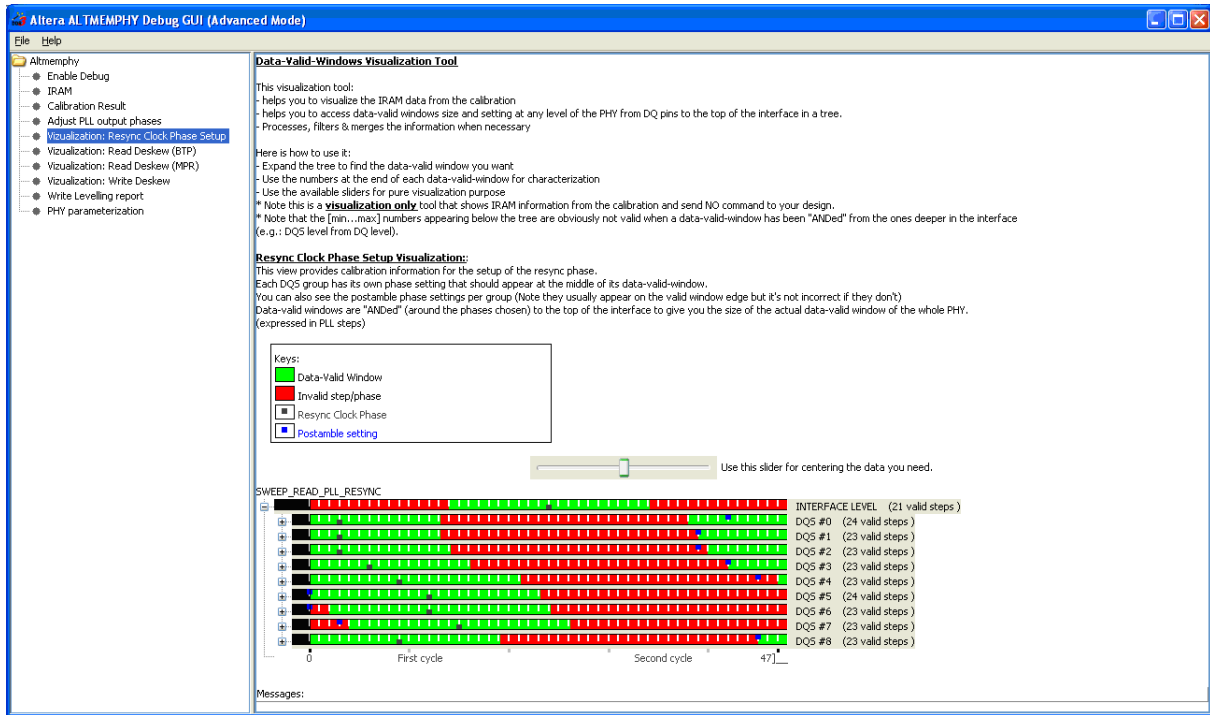 Altera ALTMEMPHY Debug GUI (Advanced Mode)
File Help
Altmemphy
Enable Debug
IRAM
Calibration Result
Adjust PLL output phases
Vizualization: Resync Clock Phase Setup
Vizualization: Read Deskew (BTP)
Vizualization: Read Deskew (MPR)
Vizualization: Write Deskew
Write Levelling report
PHY parameterization
Data-Valid-Windows Visualization Tool
This visualization tool:
- helps you to visualize the IRAM data from the calibration
- helps you to access data-valid windows size and setting at any level of the PHY from DQ pins to the top of the interface in a tree.
- Processes, filters & merges the information when necessary
Here is how to use it:
- Expand the tree to find the data-valid window you want
- Use the numbers at the end of each data-valid-window for characterization
- Use the available sliders for pure visualization purpose
* Note this is a visualization only tool that shows IRAM information from the calibration and send NO command to your design.
* Note that the [min...max] numbers appearing below the tree are obviously not valid when a data-valid-window has been "ANDed" from the ones deeper in the interface
(e.g.: DQS level from DQ level).
Resync Clock Phase Setup Visualization::
This view provides calibration information for the setup of the resync phase.
Each DQS group has its own phase setting that should appear at the middle of its data-valid-window.
You can also see the postamble phase settings per group (Note they usually appear on the valid window edge but it's not incorrect if they don't)
Data-valid windows are "ANDed" (around the phases chosen) to the top of the interface to give you the size of the actual data-valid window of the whole PHY.
(expressed in PLL steps)
Keys:
Data-Valid Window
Invalid step/phase
Resync Clock Phase
Postamble setting
Use this slider for centering the data you need.
SWEEP_READ_PLL_RESYNC
INTERFACE LEVEL (21 valid steps )
DQS #0 (24 valid steps )
DQS #1 (23 valid steps )
DQS #2 (23 valid steps )
DQS #3 (23 valid steps )
DQS #4 (23 valid steps )
DQS #5 (24 valid steps )
DQS #6 (23 valid steps )
DQS #7 (23 valid steps )
DQS #8 (23 valid steps )
0 First cycle Second cycle 47]__
Messages: